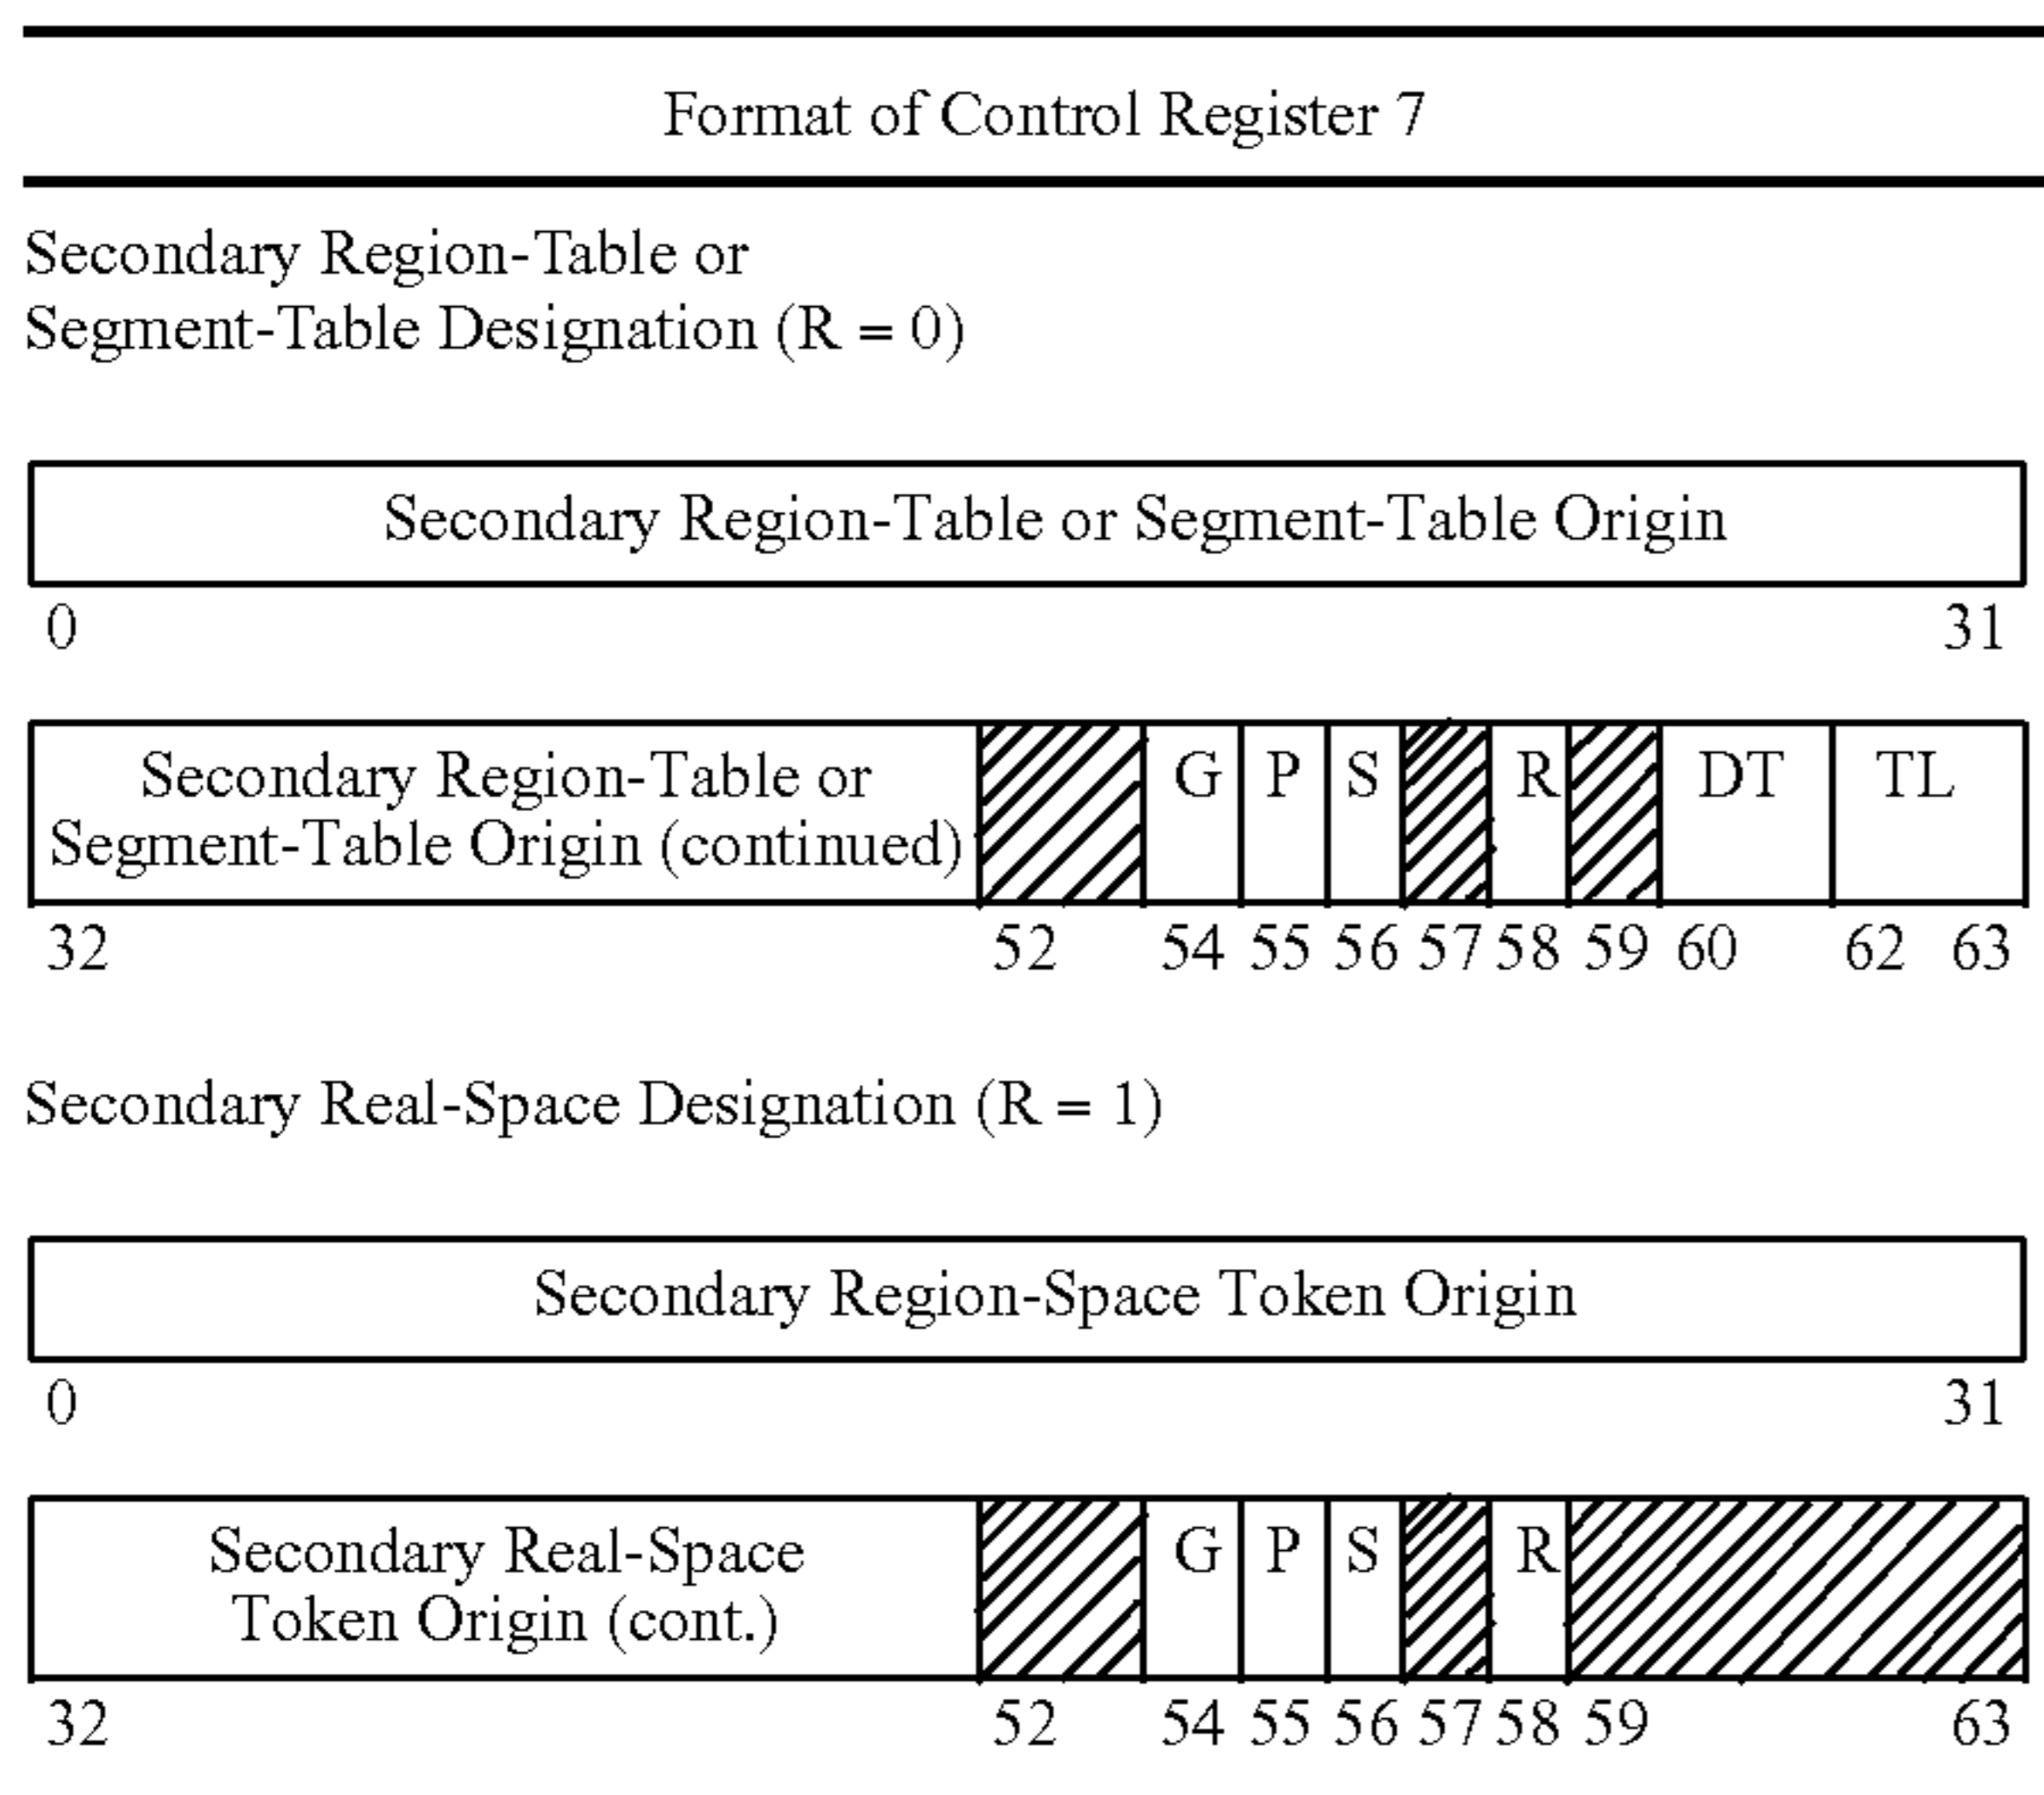 Format of Control Register 7
Secondary Region-Table or
Segment-Table Designation (R = 0)
Secondary Region-Table or Segment-Table Origin
0 31
Secondary Region-Table or
Segment-Table Origin (continued)
G P S R DT TL
32 52 54 55 56 57 58 59 60 62 63
Secondary Real-Space Designation (R = 1)
Secondary Region-Space Token Origin
0 31
Secondary Real-Space
Token Origin (cont.)
G P S R
32 52 54 55 56 57 58 59 63